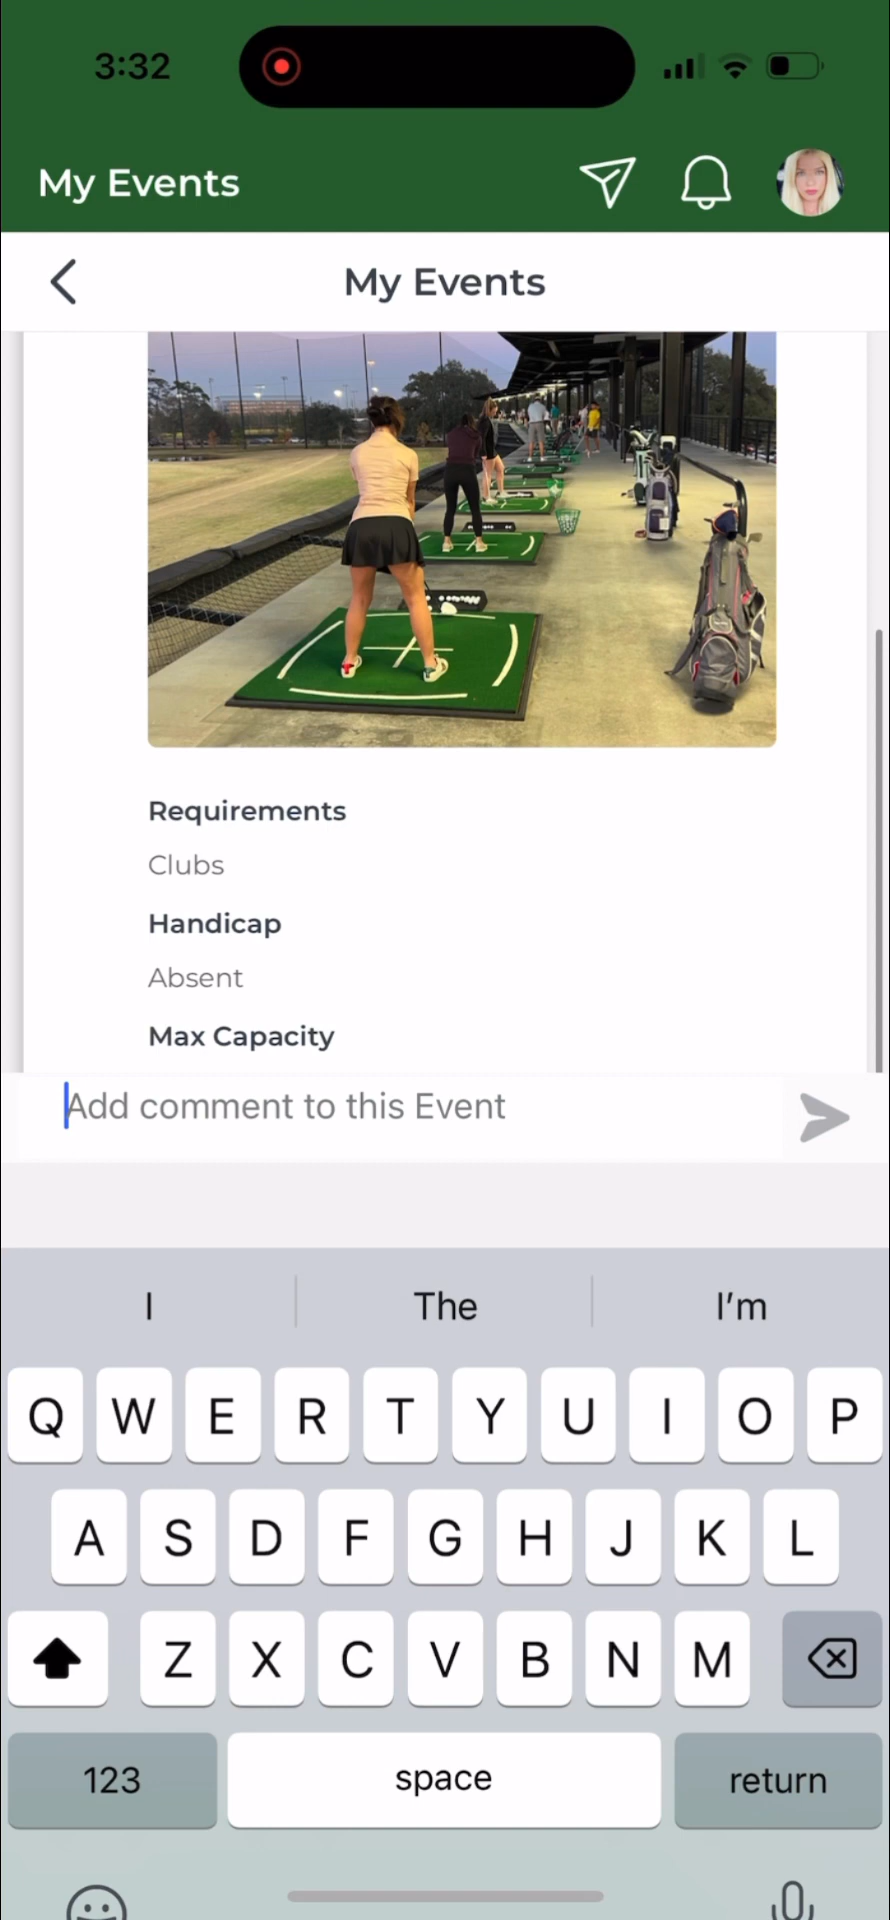 3:32
My Events
My Events
Requirements
Clubs
Handicap
Absent
Max Capacity
Add comment to this Event
I The I'm
Q W E R T Y U I O P
A S D F G H J K L
Z X C V B N M
123 space return